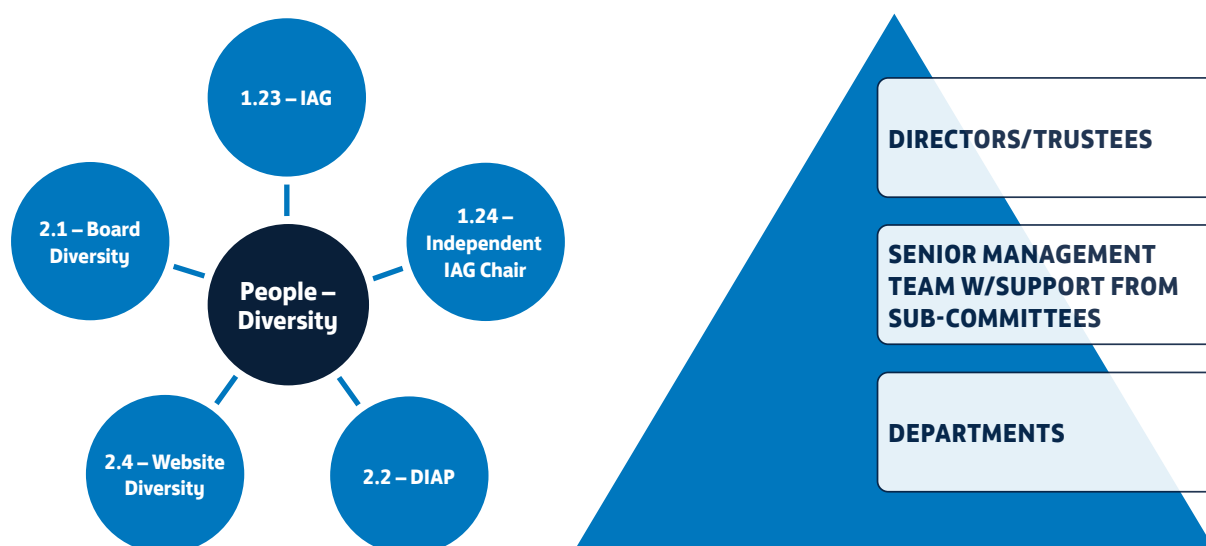 1.23 – IAG
2.1 – Board
Diversity
1.24 –
Independent
IAG Chair
People –
Diversity
2.4 – Website
Diversity
2.2 – DIAP
DIRECTORS/TRUSTEES
SENIOR MANAGEMENT
TEAM W/SUPPORT FROM
SUB-COMMITTEES
DEPARTMENTS